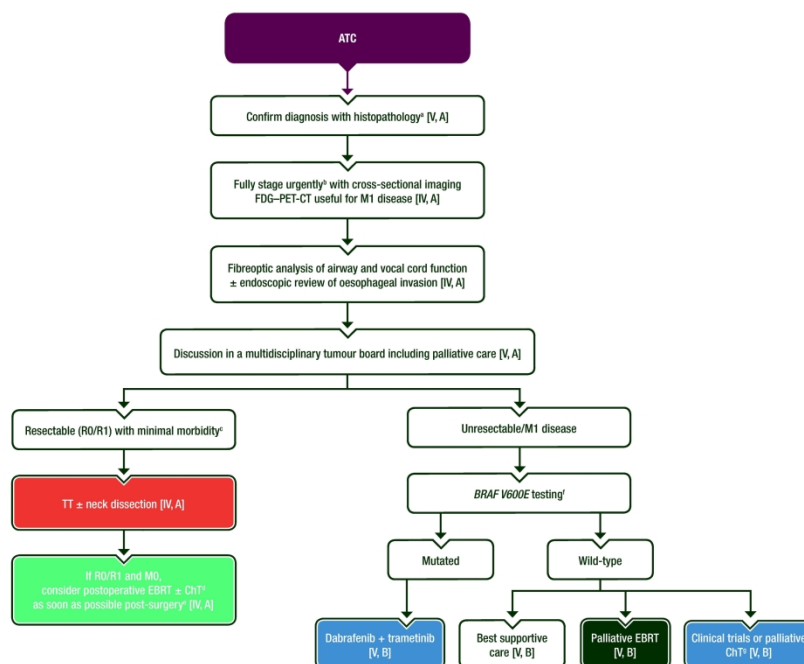 ATC
Confirm diagnosis with histopathologyᵃ [V, A]
Fully stage urgentlyᵇ with cross-sectional imaging
FDG–PET-CT useful for M1 disease [IV, A]
Fibreoptic analysis of airway and vocal cord function
± endoscopic review of oesophageal invasion [IV, A]
Discussion in a multidisciplinary tumour board including palliative care [V, A]
Resectable (R0/R1) with minimal morbidityᶜ
Unresectable/M1 disease
TT ± neck dissection [IV, A]
BRAF V600E testingᶠ
If R0/R1 and M0,
consider postoperative EBRT ± ChTᵈ
as soon as possible post-surgeryᵉ [IV, A]
Mutated
Wild-type
Dabrafenib + trametinib
[V, B]
Best supportive
care [V, B]
Palliative EBRT
[V, B]
Clinical trials or palliative
ChTᵍ [V, B]